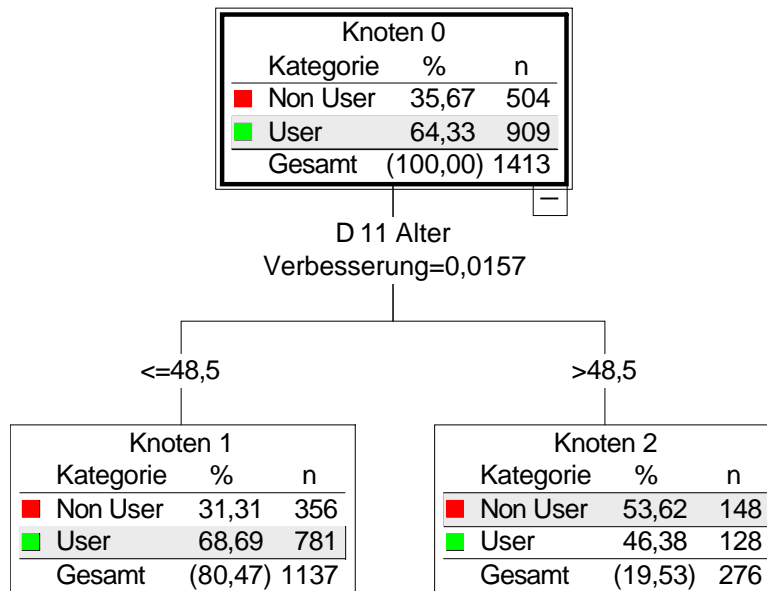 Knoten 0
Kategorie % n
Non User 35,67 504
User 64,33 909
Gesamt (100,00) 1413
D 11 Alter
Verbesserung=0,0157
<=48,5
>48,5
Knoten 1
Kategorie % n
Non User 31,31 356
User 68,69 781
Gesamt (80,47) 1137
Knoten 2
Kategorie % n
Non User 53,62 148
User 46,38 128
Gesamt (19,53) 276